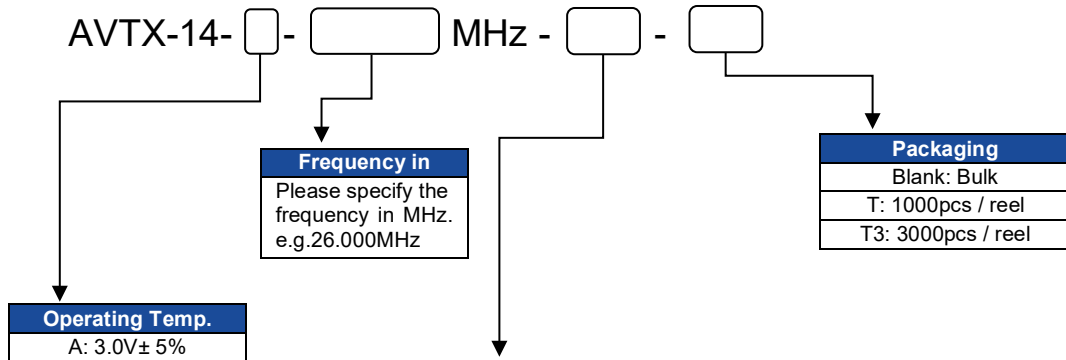 AVTX-14- - MHz - -
Frequency in
Please specify the
frequency in MHz.
e.g.26.000MHz
Packaging
Blank: Bulk
T: 1000pcs / reel
T3: 3000pcs / reel
Operating Temp.
A: 3.0V± 5%